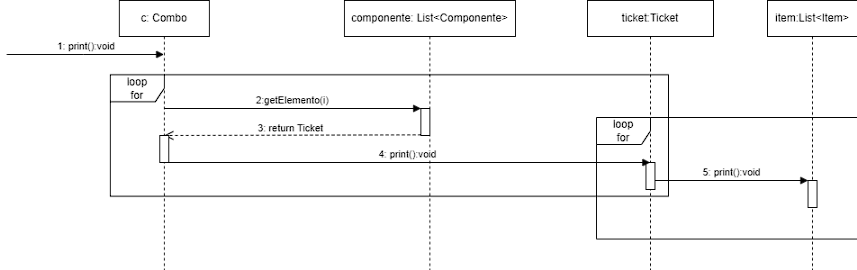 c: Combo
componente: List<Componente>
ticket:Ticket
item:List<Item>
1: print():void
loop
for
2:getElemento(i)
3: return Ticket
loop
for
4: print():void
5: print():void